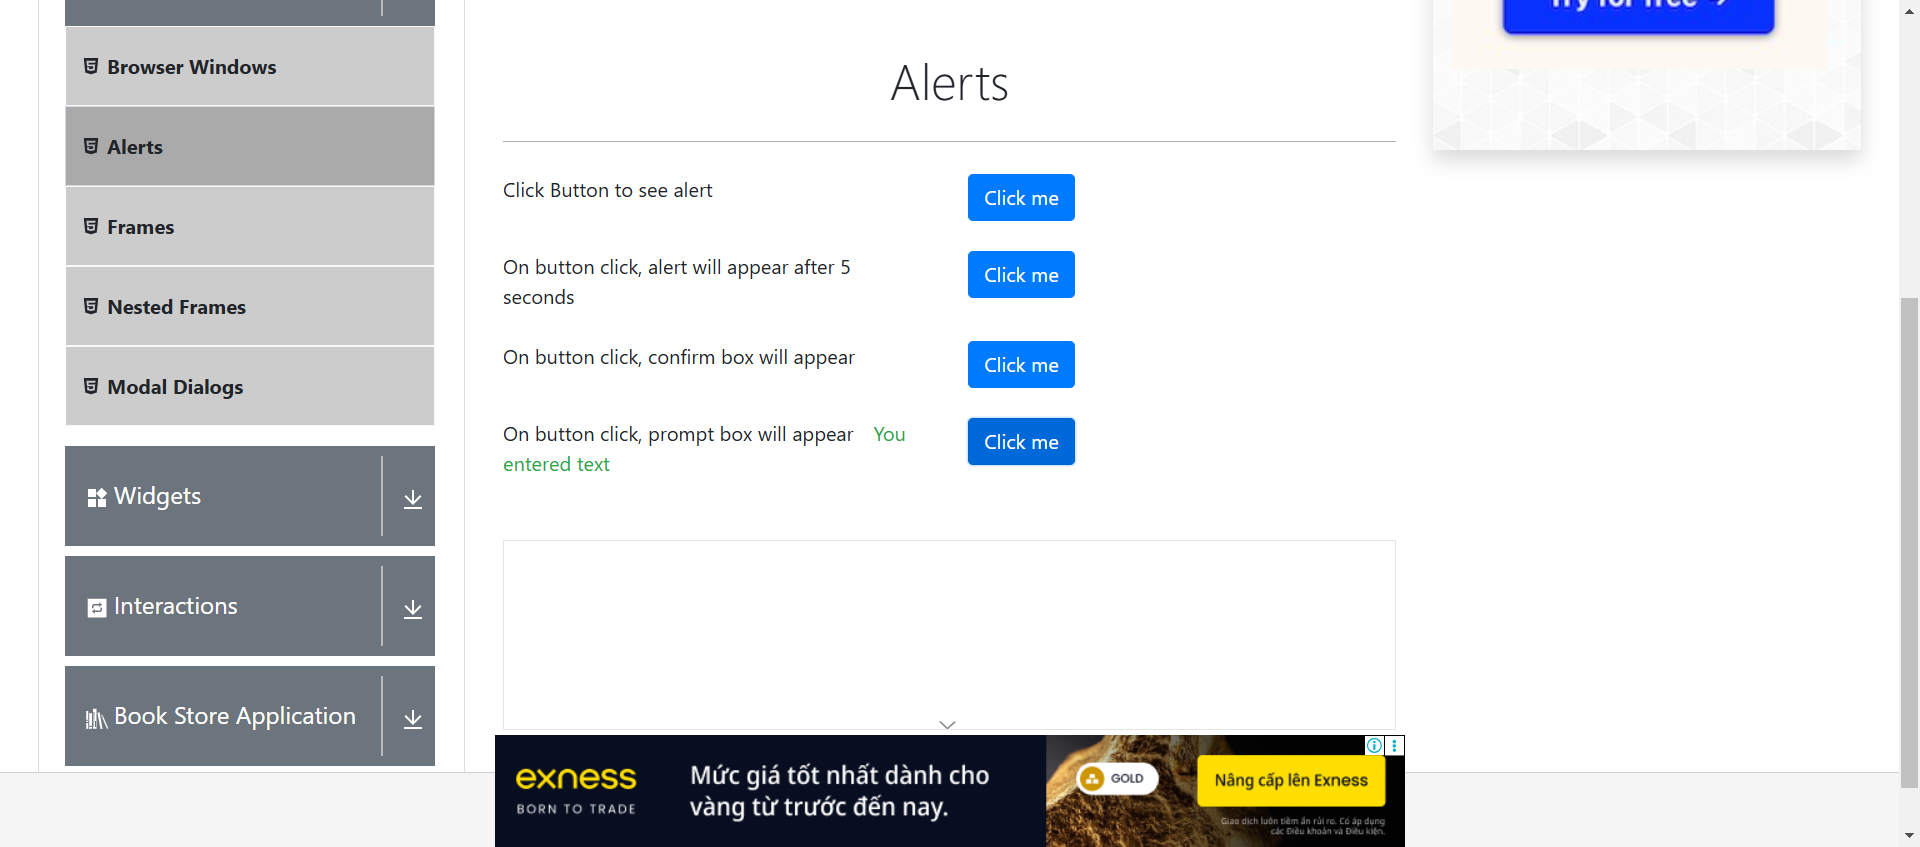 Try for free →
Browser Windows
Alerts
Frames
Nested Frames
Modal Dialogs
Widgets
Interactions
Book Store Application
Alerts
Click Button to see alert
Click me
On button click, alert will appear after 5
seconds
Click me
On button click, confirm box will appear
Click me
On button click, prompt box will appear You
entered text
Click me
exness
BORN TO TRADE
Mức giá tốt nhất dành cho
vàng từ trước đến nay.
GOLD
Nâng cấp lên Exness
Giao dịch luôn tiềm ẩn rủi ro. Có áp dụng
các Điều khoản và Điều kiện.